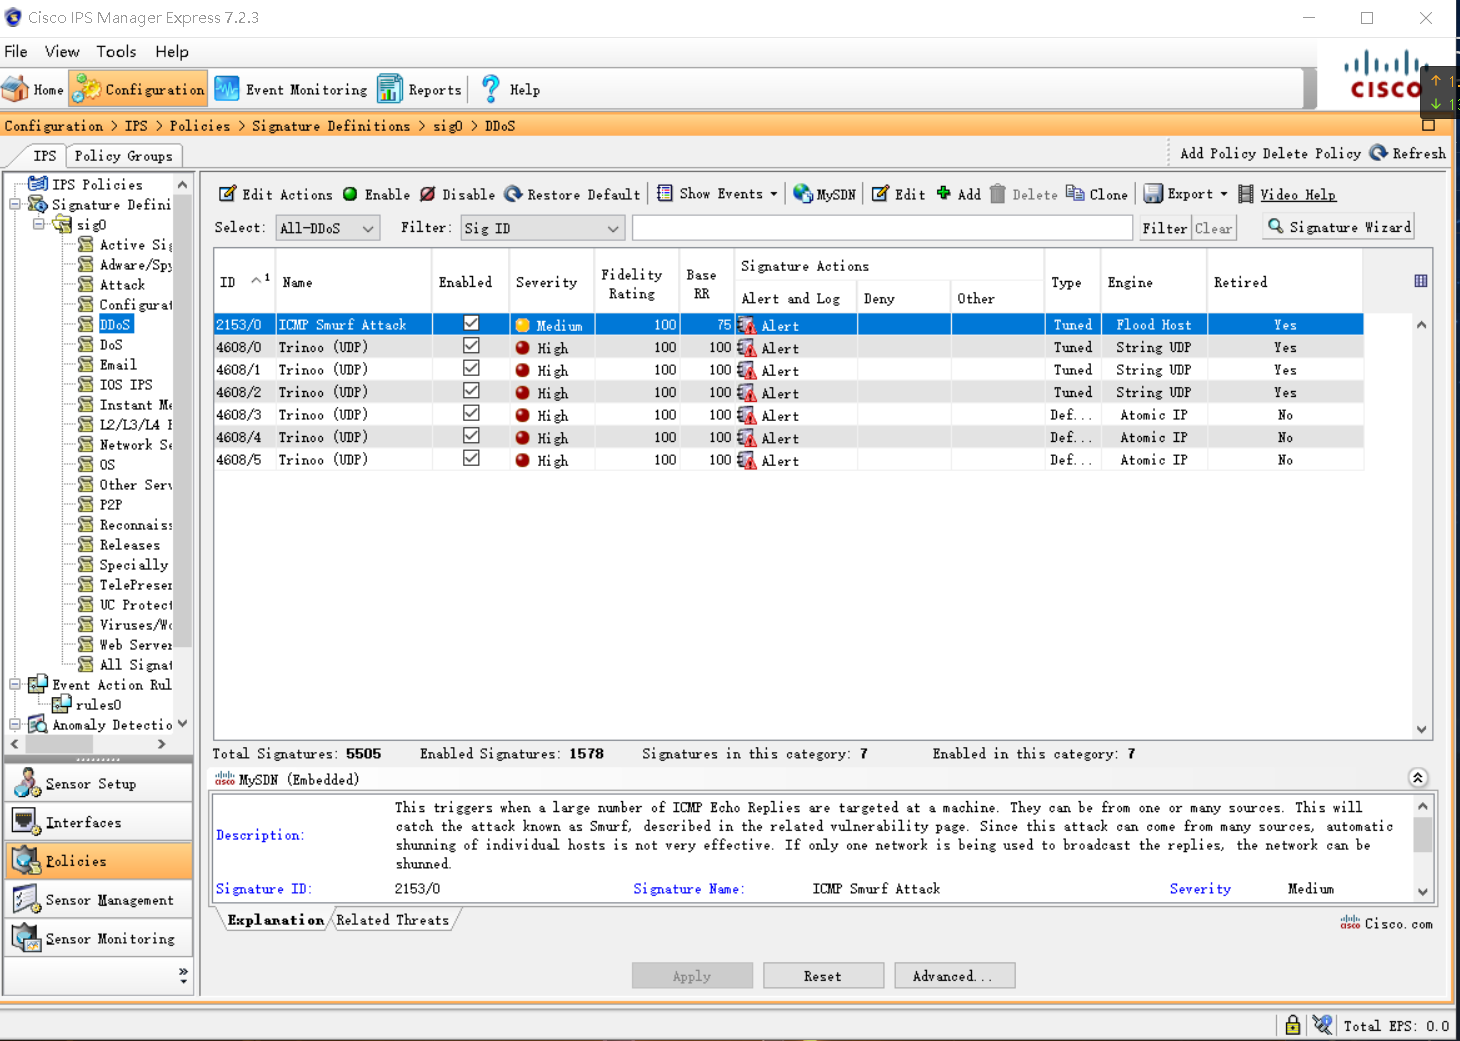 Cisco IPS Manager Express 7.2.3
File View Tools Help
Home Configuration Event Monitoring Reports Help
CISCO
Configuration > IPS > Policies > Signature Definitions > sig0 > DDoS
IPS Policy Groups
Add Policy Delete Policy Refresh
IPS Policies
Signature Defini
sig0
Active Sig
Adware/Spy
Attack
Configurat
DDoS
DoS
Email
IOS IPS
Instant Me
L2/L3/L4 P
Network Se
OS
Other Serv
P2P
Reconnaiss
Releases
Specially
TelePresen
UC Protect
Viruses/Wo
Web Server
All Signat
Event Action Rul
rules0
Anomaly Detectio
Sensor Setup
Interfaces
Policies
Sensor Management
Sensor Monitoring
Edit Actions Enable Disable Restore Default Show Events MySDN Edit Add Delete Clone Export Video Help
Select: All-DDoS Filter: Sig ID Filter Clear Signature Wizard
ID 1 Name Enabled Severity Fidelity Rating Base RR Signature Actions Type Engine Retired
Alert and Log Deny Other
2153/0 ICMP Smurf Attack Medium 100 75 Alert Tuned Flood Host Yes
4608/0 Trinoo (UDP) High 100 100 Alert Tuned String UDP Yes
4608/1 Trinoo (UDP) High 100 100 Alert Tuned String UDP Yes
4608/2 Trinoo (UDP) High 100 100 Alert Tuned String UDP Yes
4608/3 Trinoo (UDP) High 100 100 Alert Def... Atomic IP No
4608/4 Trinoo (UDP) High 100 100 Alert Def... Atomic IP No
4608/5 Trinoo (UDP) High 100 100 Alert Def... Atomic IP No
Total Signatures: 5505 Enabled Signatures: 1578 Signatures in this category: 7 Enabled in this category: 7
cisco MySDN (Embedded)
Description:
This triggers when a large number of ICMP Echo Replies are targeted at a machine. They can be from one or many sources. This will
catch the attack known as Smurf, described in the related vulnerability page. Since this attack can come from many sources, automatic
shunning of individual hosts is not very effective. If only one network is being used to broadcast the replies, the network can be
shunned.
Signature ID: 2153/0 Signature Name: ICMP Smurf Attack Severity Medium
Explanation Related Threats
cisco Cisco.com
Apply Reset Advanced...
Total EPS: 0.0